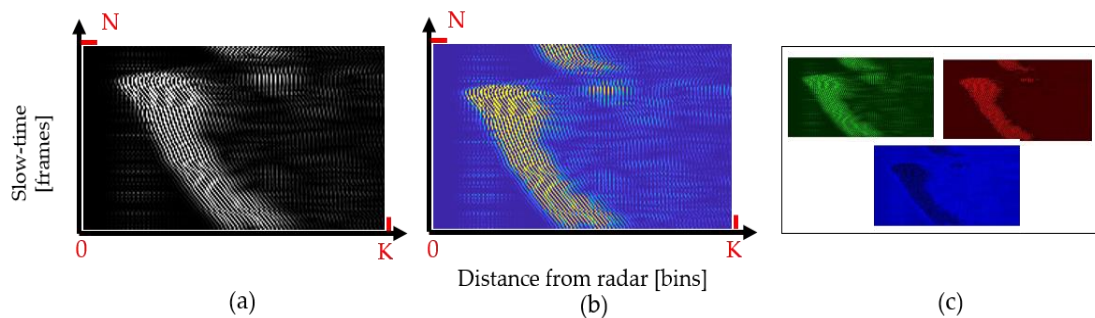 N
N
Slow-time
[frames]
0
K
0
K
Distance from radar [bins]
(a)
(b)
(c)